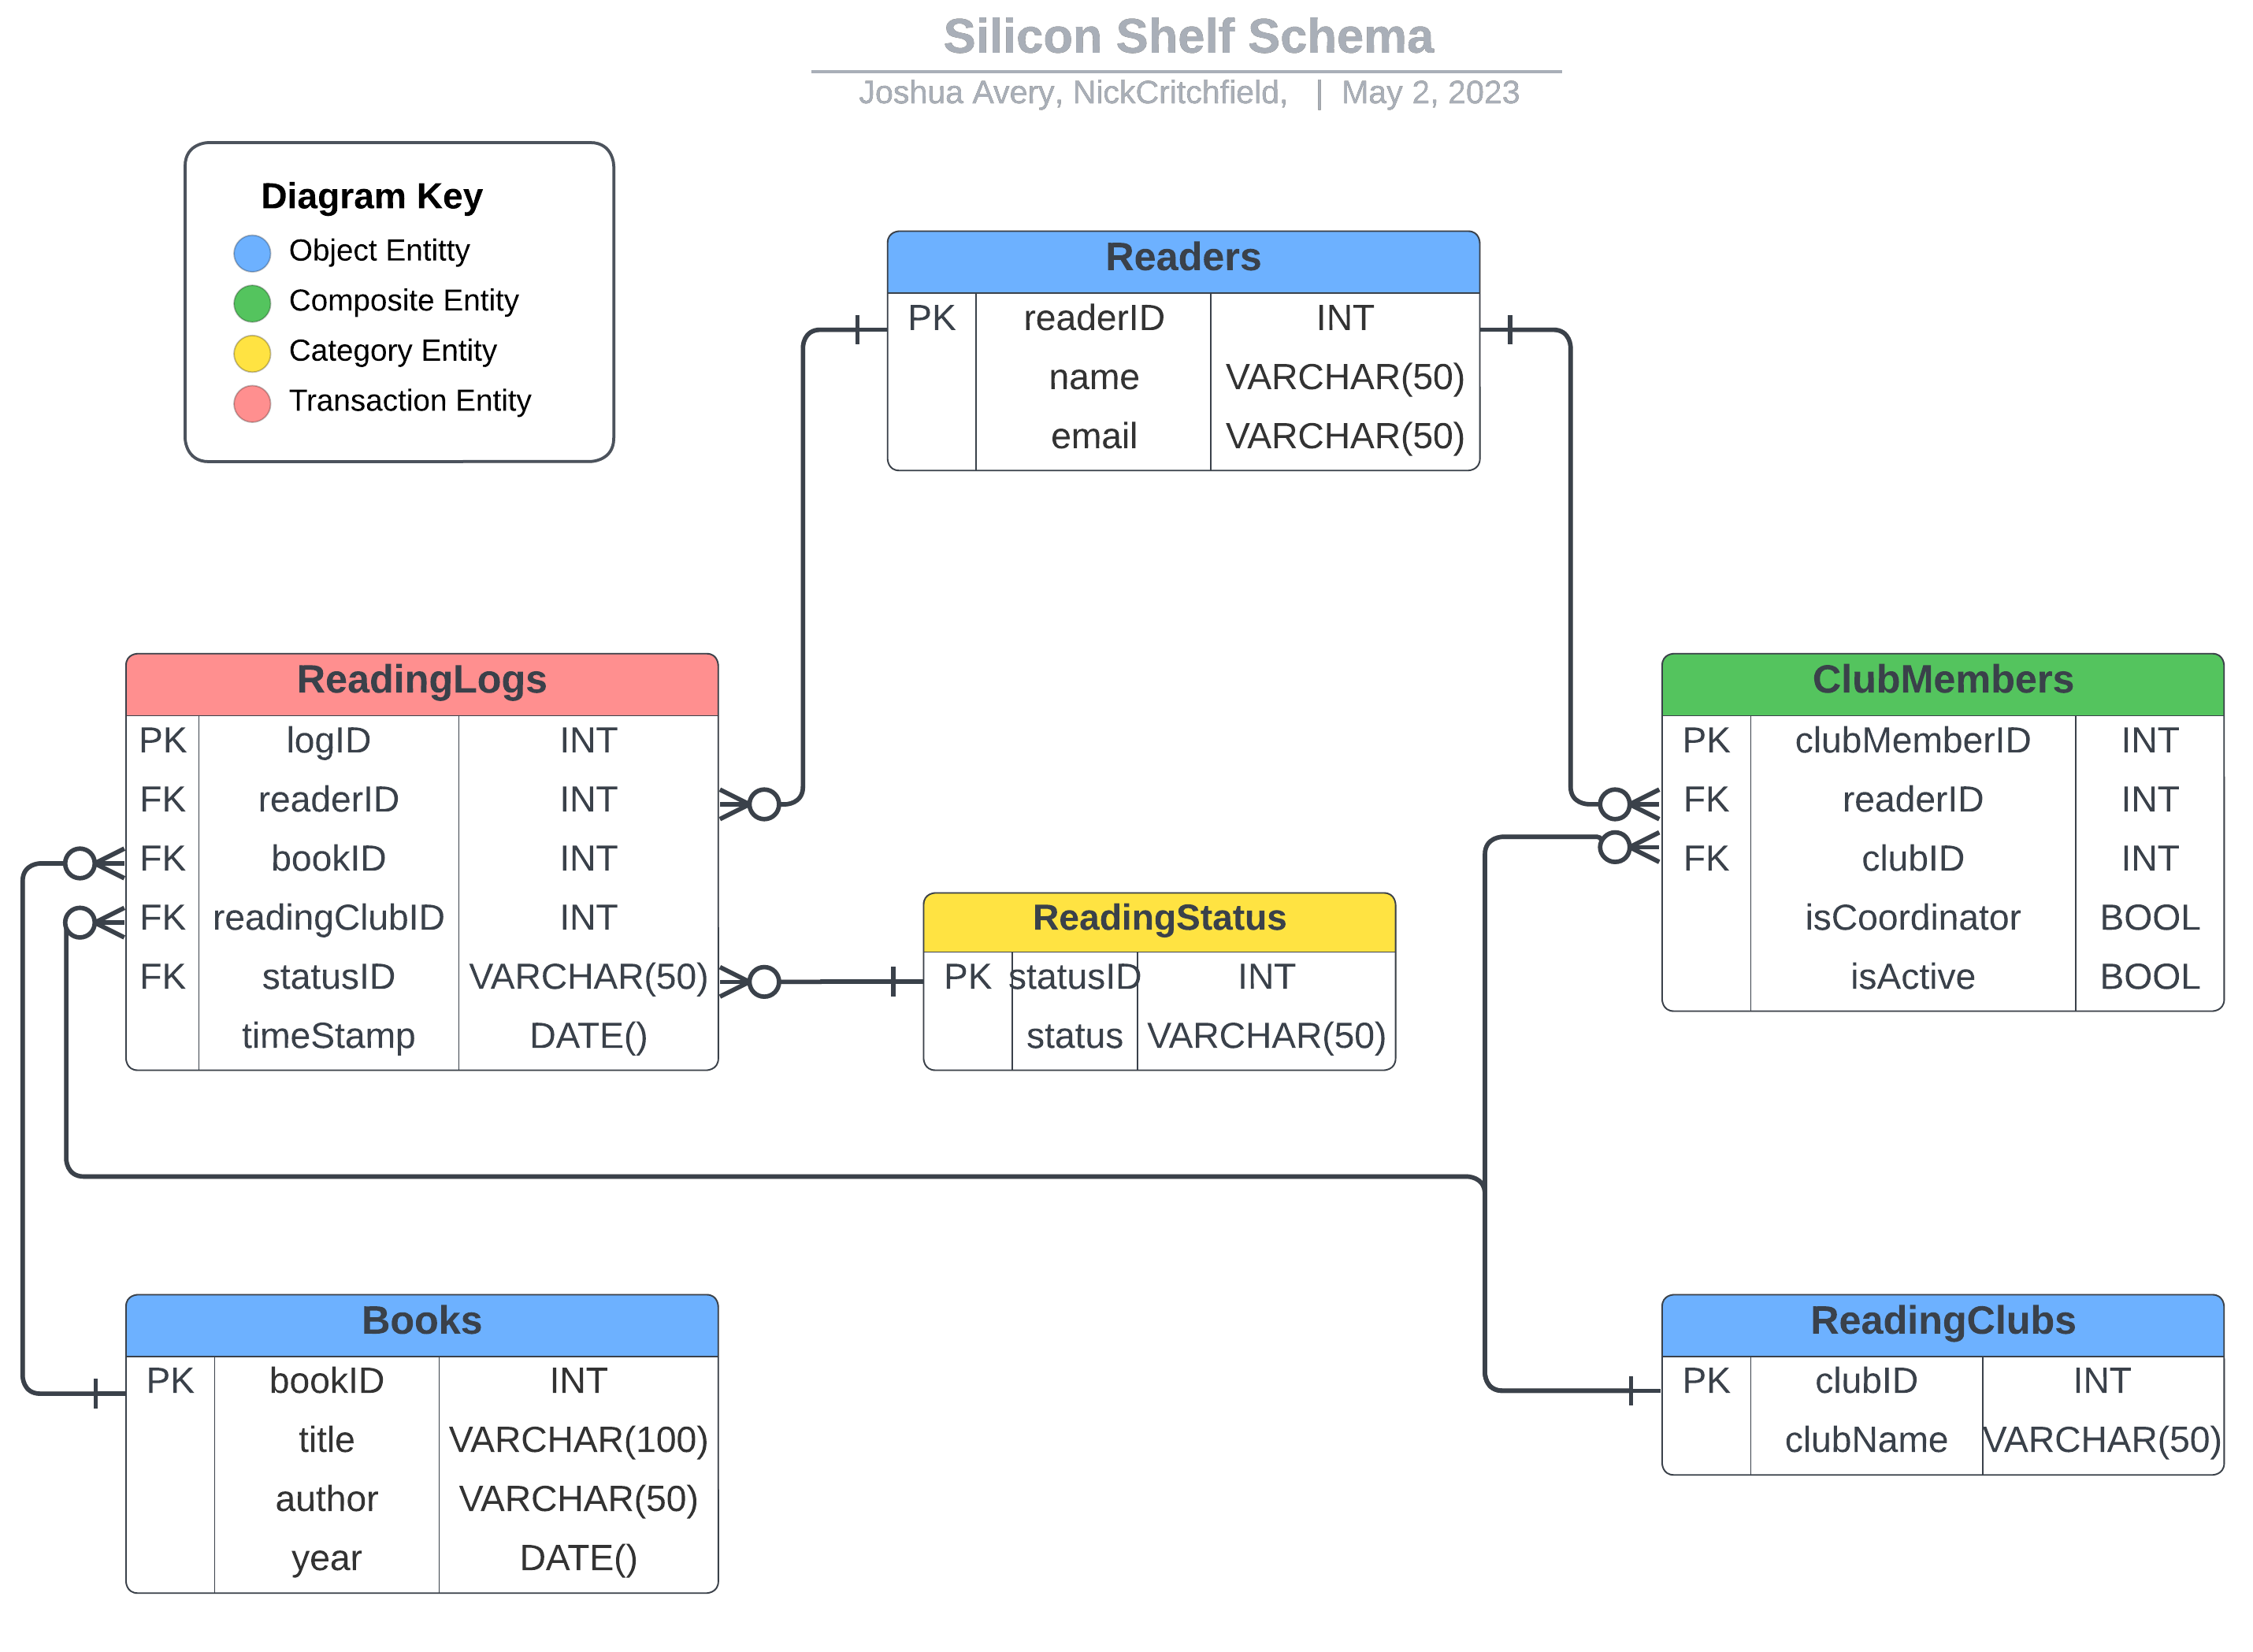 Silicon Shelf Schema
Joshua Avery, NickCritchfield, | May 2, 2023
Diagram Key
Object Entitty
Composite Entity
Category Entity
Transaction Entity
Readers
PK readerID INT
name VARCHAR(50)
email VARCHAR(50)
ReadingLogs
PK logID INT
FK readerID INT
FK bookID INT
FK readingClubID INT
FK statusID VARCHAR(50)
timeStamp DATE()
ClubMembers
PK clubMemberID INT
FK readerID INT
FK clubID INT
isCoordinator BOOL
isActive BOOL
ReadingStatus
PK statusID INT
status VARCHAR(50)
Books
PK bookID INT
title VARCHAR(100)
author VARCHAR(50)
year DATE()
ReadingClubs
PK clubID INT
clubName VARCHAR(50)